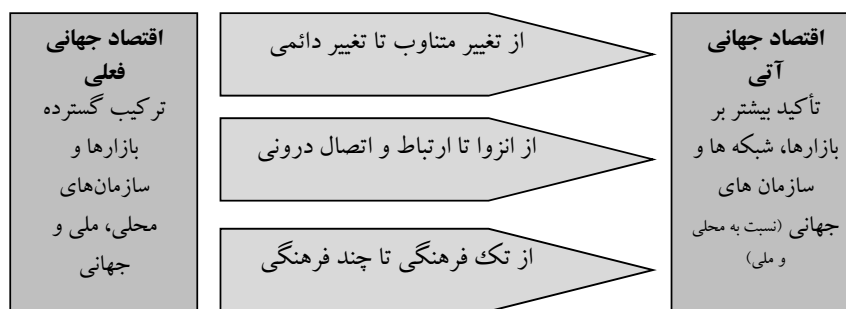 اقتصاد جهانی
فعلی
ترکیب گسترده
بازارها و
سازمان‌های
محلی، ملی و
جهانی
از تغییر متناوب تا تغییر دائمی
از انزوا تا ارتباط و اتصال درونی
از تک فرهنگی تا چند فرهنگی
اقتصاد جهانی
آتی
تأکید بیشتر بر
بازارها، شبکه ها و
سازمان های
جهانی (نسبت به محلی
و ملی)